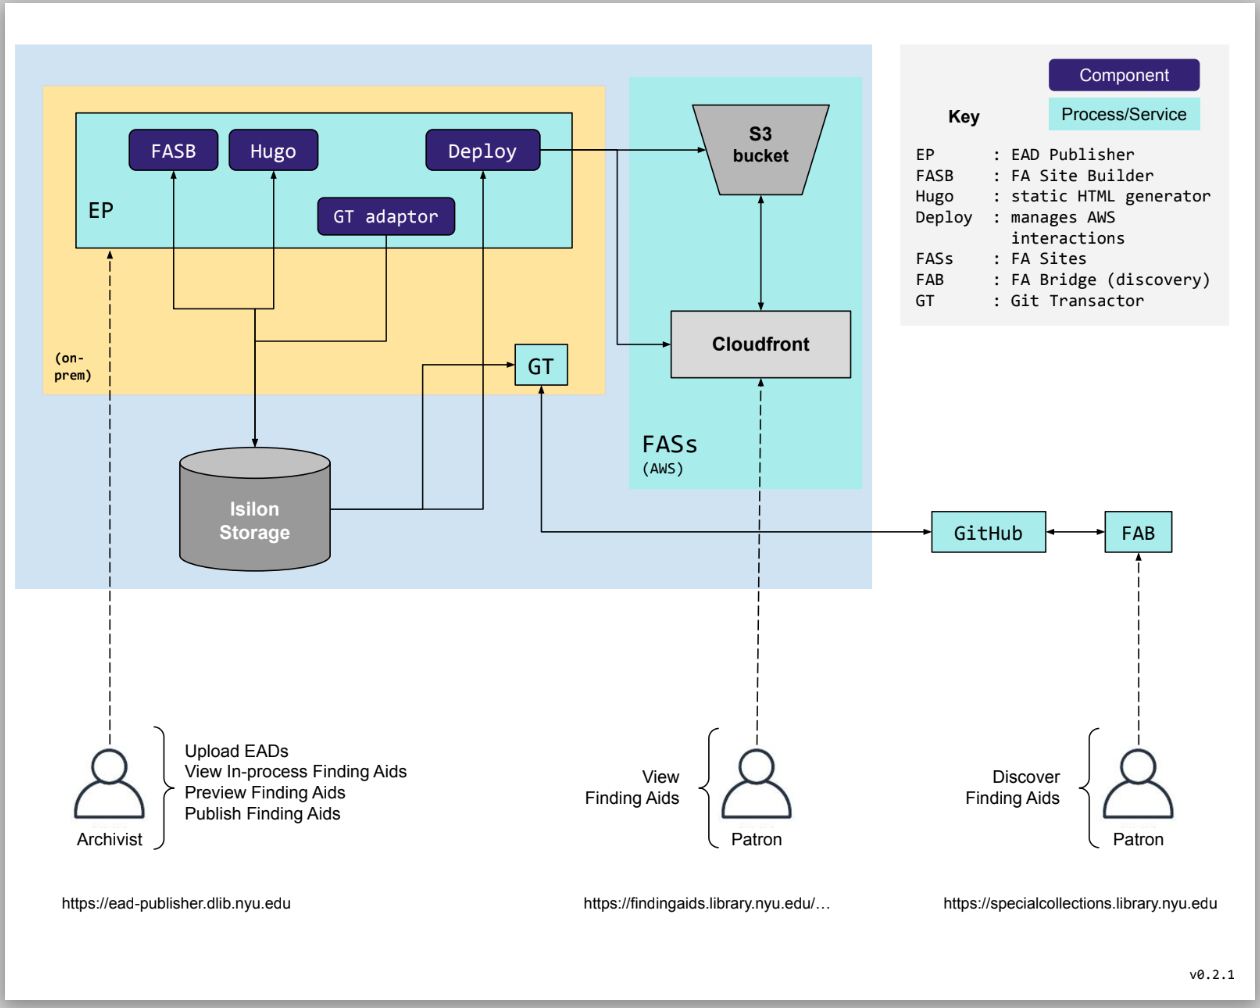 FASB
Hugo
Deploy
GT adaptor
EP
(on-
prem)
GT
Isilon
Storage
S3
bucket
Cloudfront
FASs
(AWS)
Component
Key
Process/Service
EP : EAD Publisher
FASB : FA Site Builder
Hugo : static HTML generator
Deploy : manages AWS
interactions
FASs : FA Sites
FAB : FA Bridge (discovery)
GT : Git Transactor
GitHub
FAB
Upload EADs
View In-process Finding Aids
Preview Finding Aids
Publish Finding Aids
Archivist
View
Finding Aids
Patron
Discover
Finding Aids
Patron
https://ead-publisher.dlib.nyu.edu
https://findingaids.library.nyu.edu/…
https://specialcollections.library.nyu.edu
v0.2.1